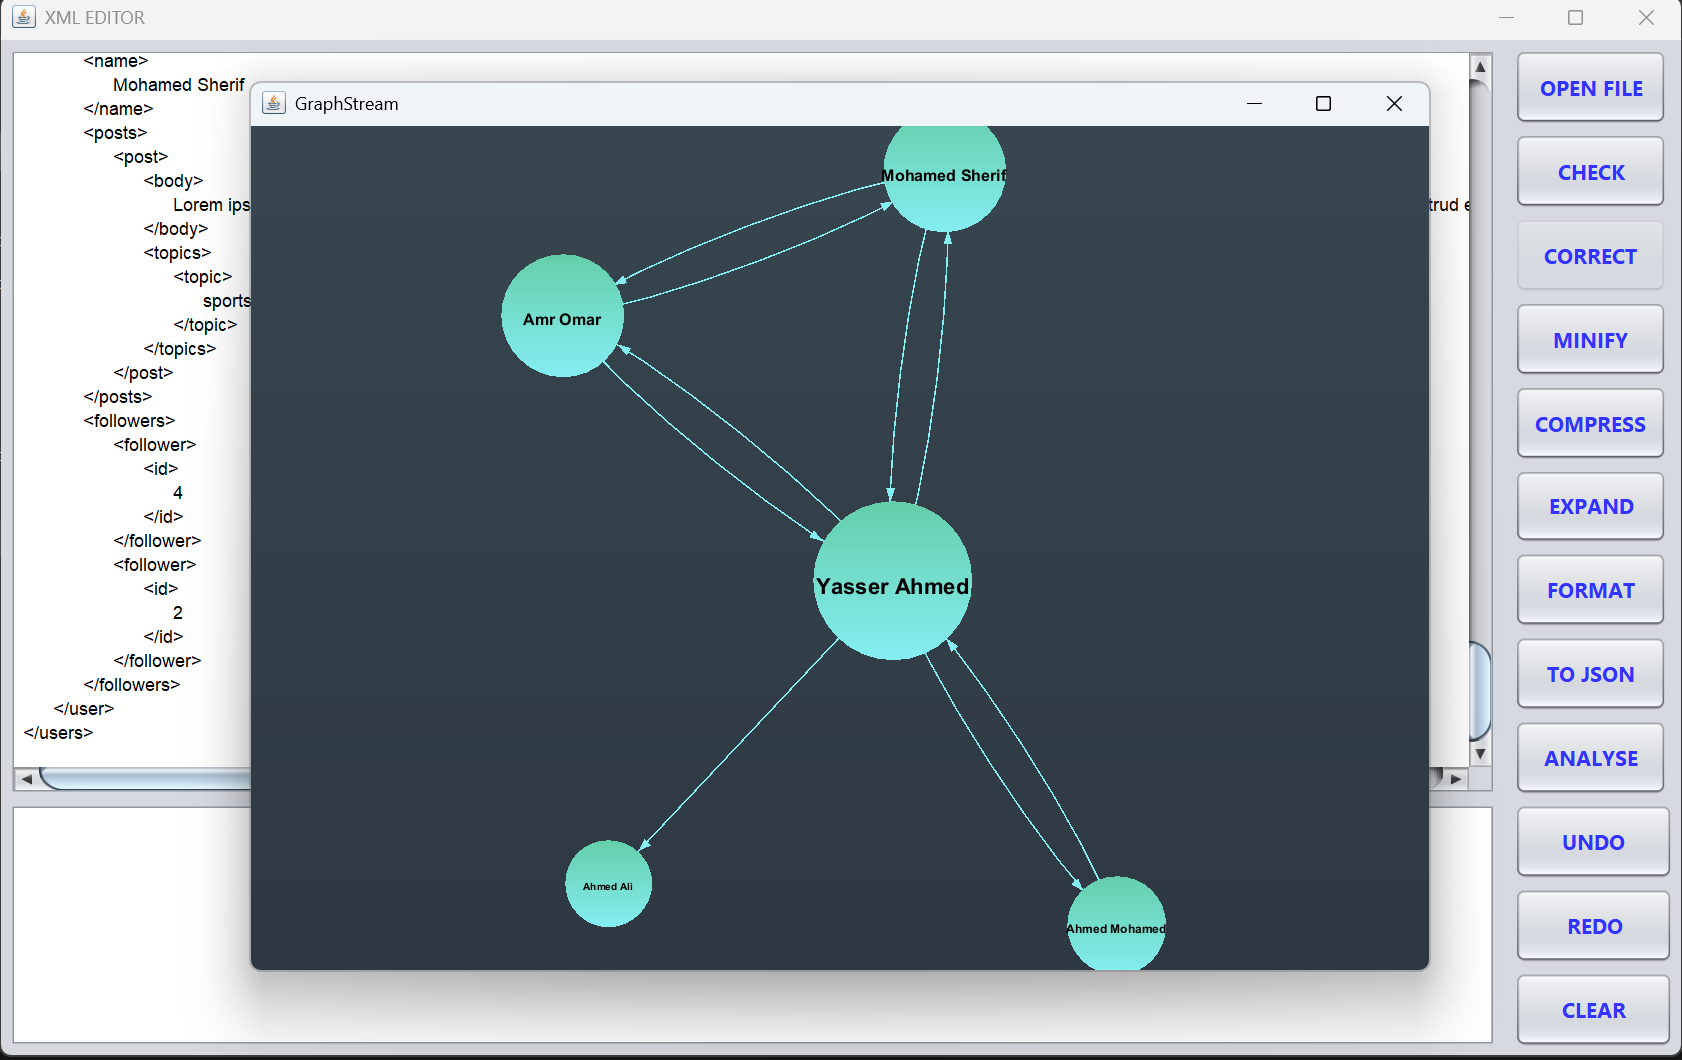 XML EDITOR
<name>
Mohamed Sherif
</name>
<posts>
<post>
<body>
Lorem ips
trud e
</body>
<topics>
<topic>
sports
</topic>
</topics>
</post>
</posts>
<followers>
<follower>
<id>
4
</id>
</follower>
<follower>
<id>
2
</id>
</follower>
</followers>
</user>
</users>
GraphStream
Mohamed Sherif
Amr Omar
Yasser Ahmed
Ahmed Ali
Ahmed Mohamed
OPEN FILE
CHECK
CORRECT
MINIFY
COMPRESS
EXPAND
FORMAT
TO JSON
ANALYSE
UNDO
REDO
CLEAR